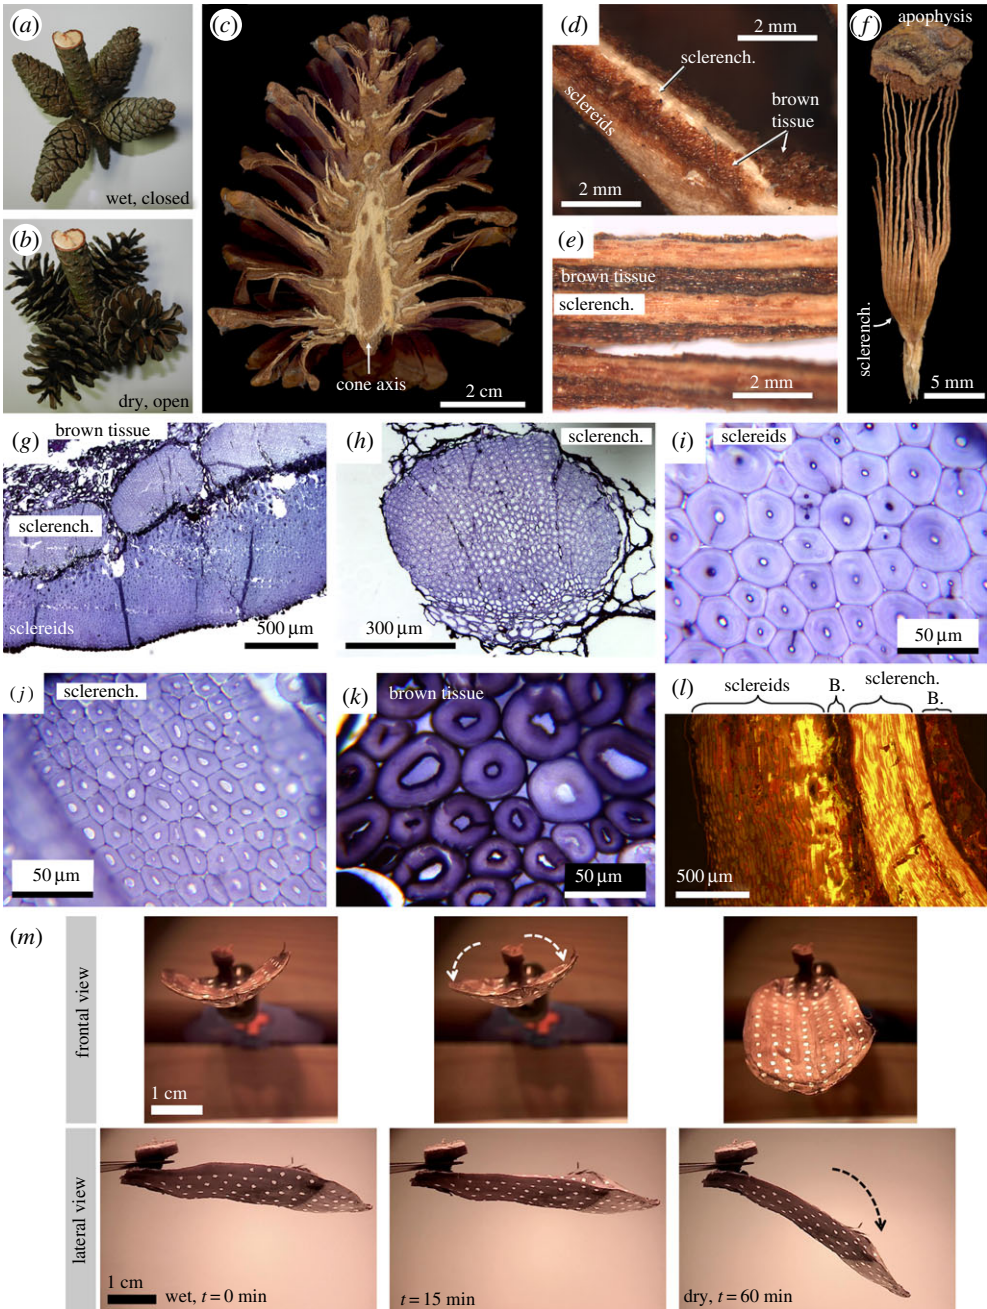 (a)
wet, closed
(b)
dry, open
(c)
cone axis
2 cm
(d)
2 mm
sclerench.
sclereids
brown
tissue
2 mm
(e)
brown tissue
sclerench.
2 mm
(f)
apophysis
sclerench.
5 mm
(g)
brown tissue
sclerench.
sclereids
500 µm
(h)
sclerench.
300 µm
(i)
sclereids
50 µm
(j)
sclerench.
50 µm
(k)
brown tissue
50 µm
(l)
sclereids
B.
sclerench.
B.
500 µm
(m)
frontal view
1 cm
lateral view
1 cm
wet, t = 0 min
t = 15 min
dry, t = 60 min